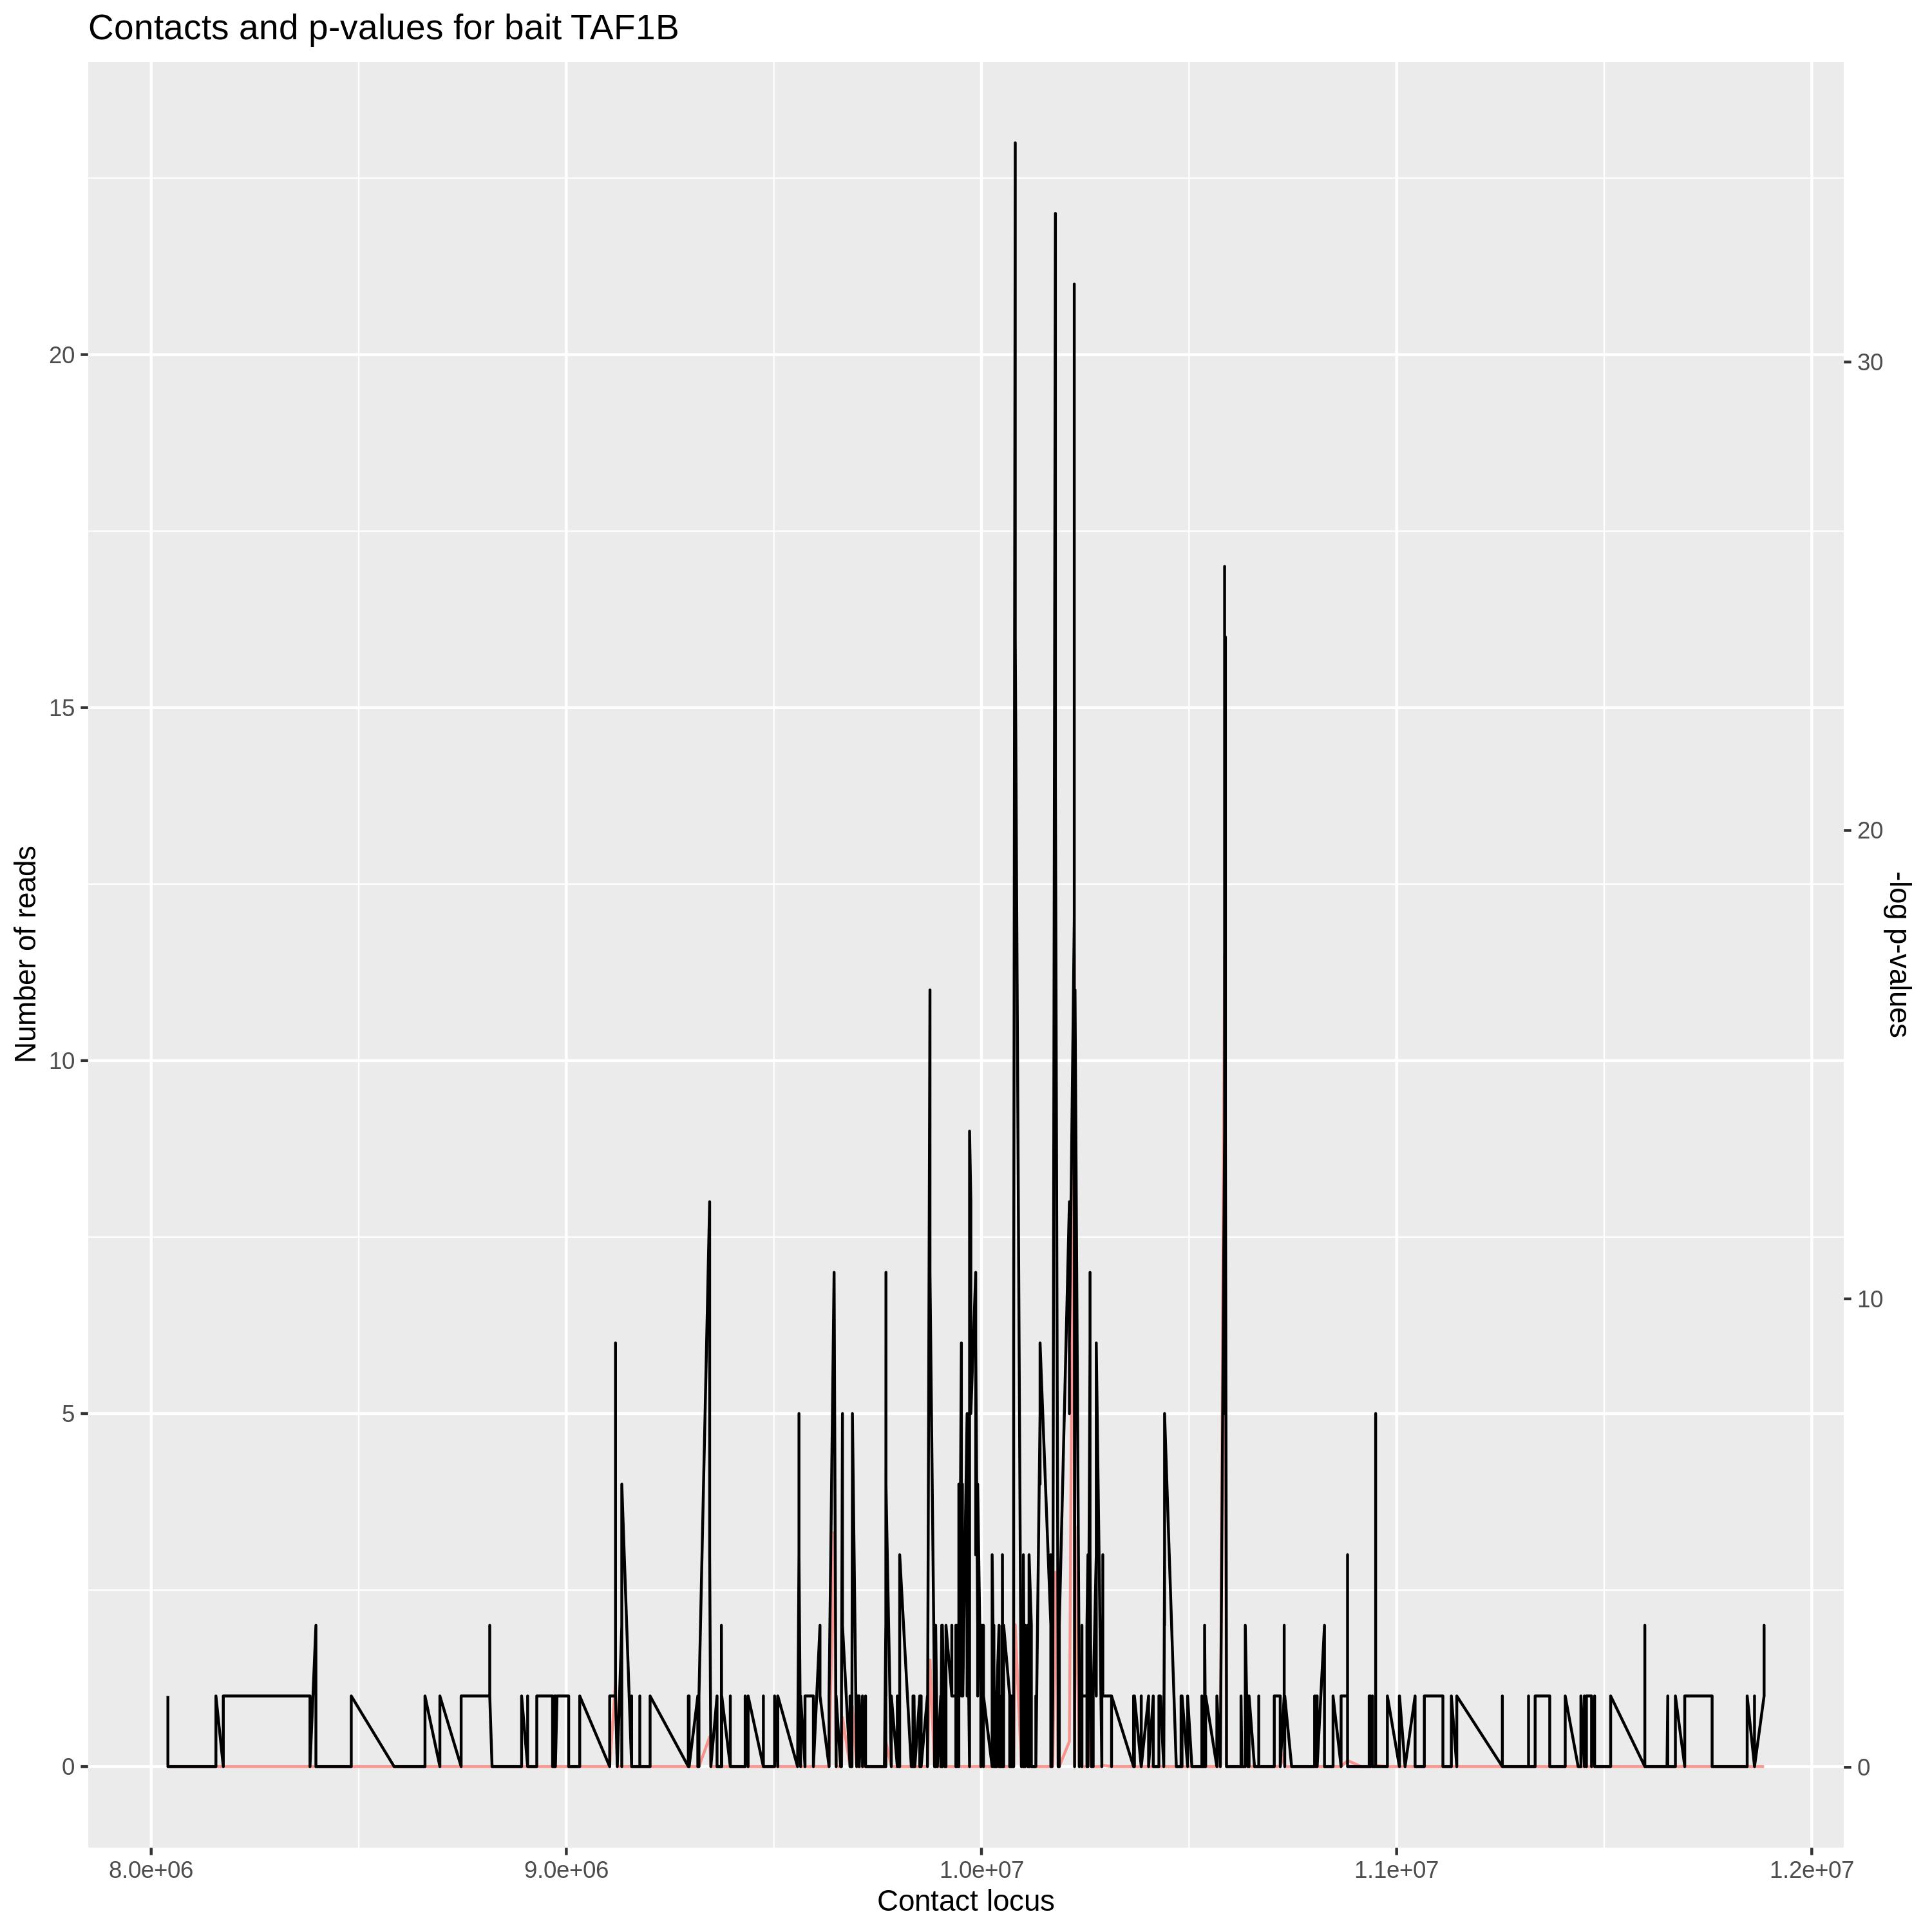 Contacts and p-values for bait TAF1B
Number of reads
20
15
10
5
0
30
20
10
0
-log p-values
8.0e+06
9.0e+06
1.0e+07
1.1e+07
1.2e+07
Contact locus